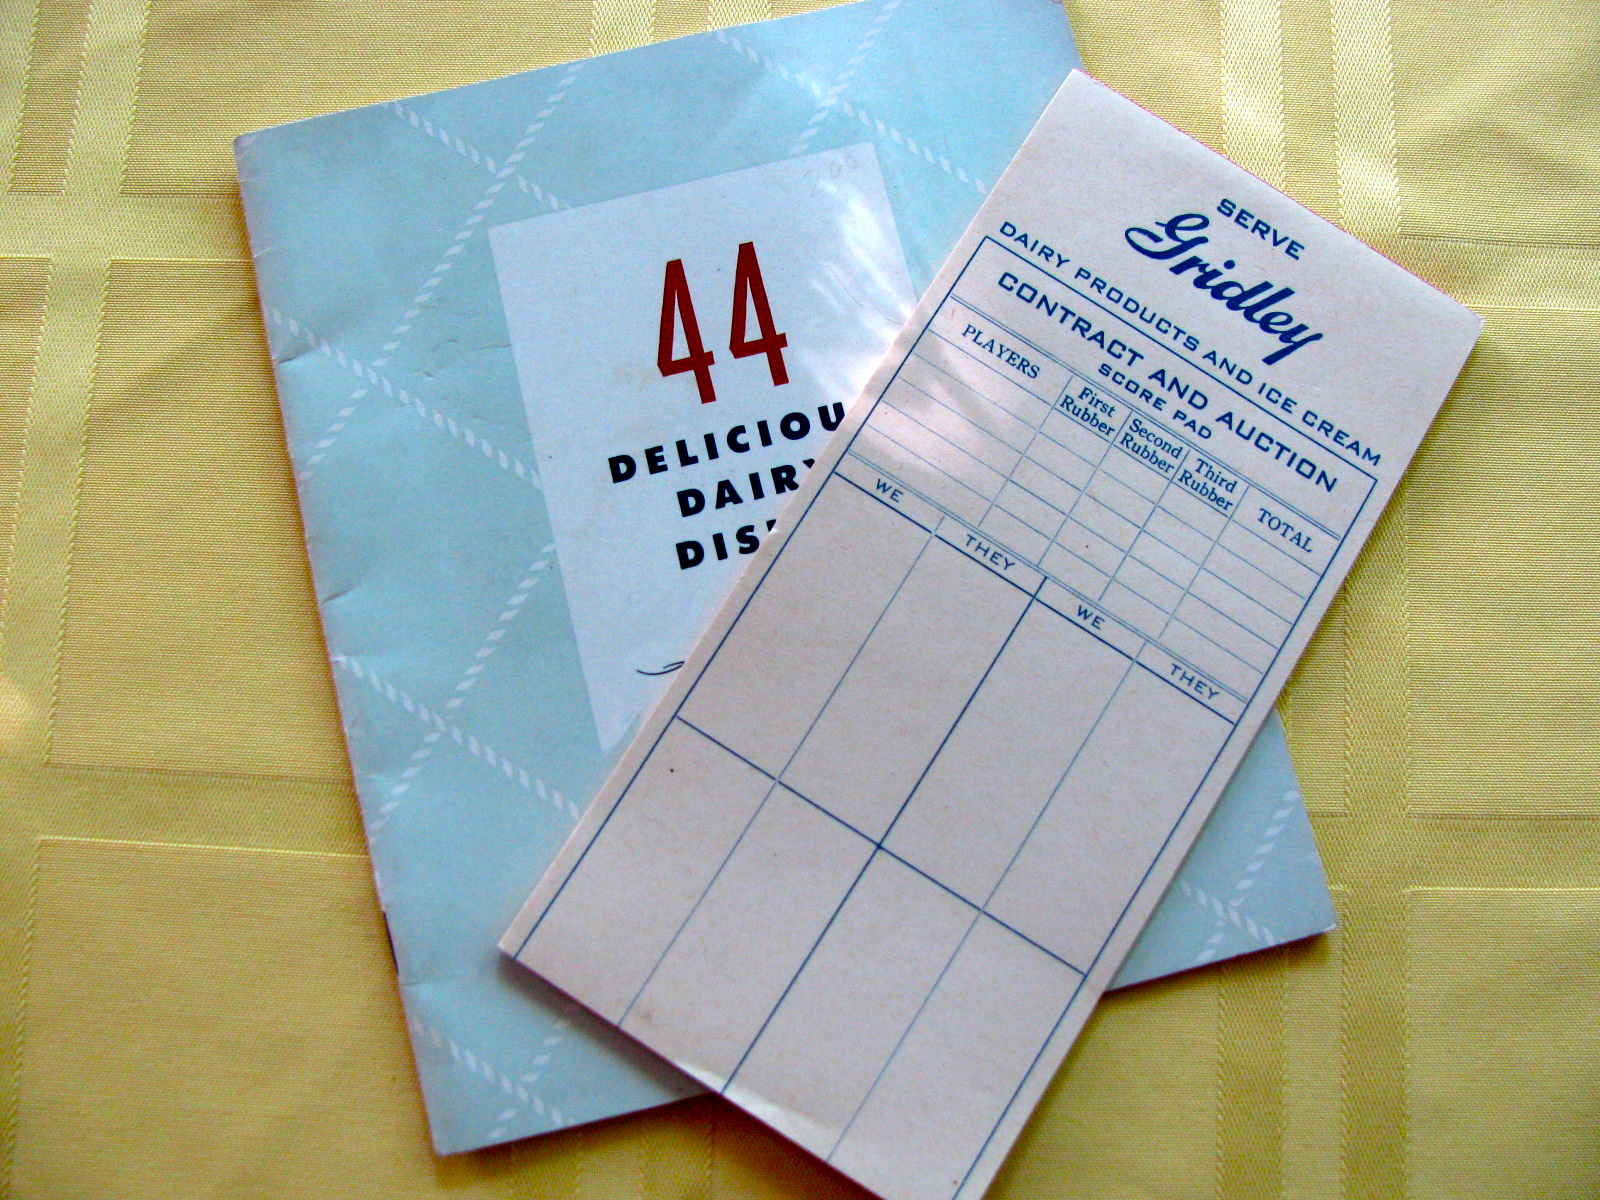 200
44
DELICIOU
DAIRY
DIS
SERVE
Gridley
DAIRY PRODUCTS AND ICE CREAM
CONTRACT AND AUCTION
SCORE PAD
PLAYERS
First
Rubber
Second
Rubber
Third
Rubber
TOTAL
WE
THEY
WE
THEY